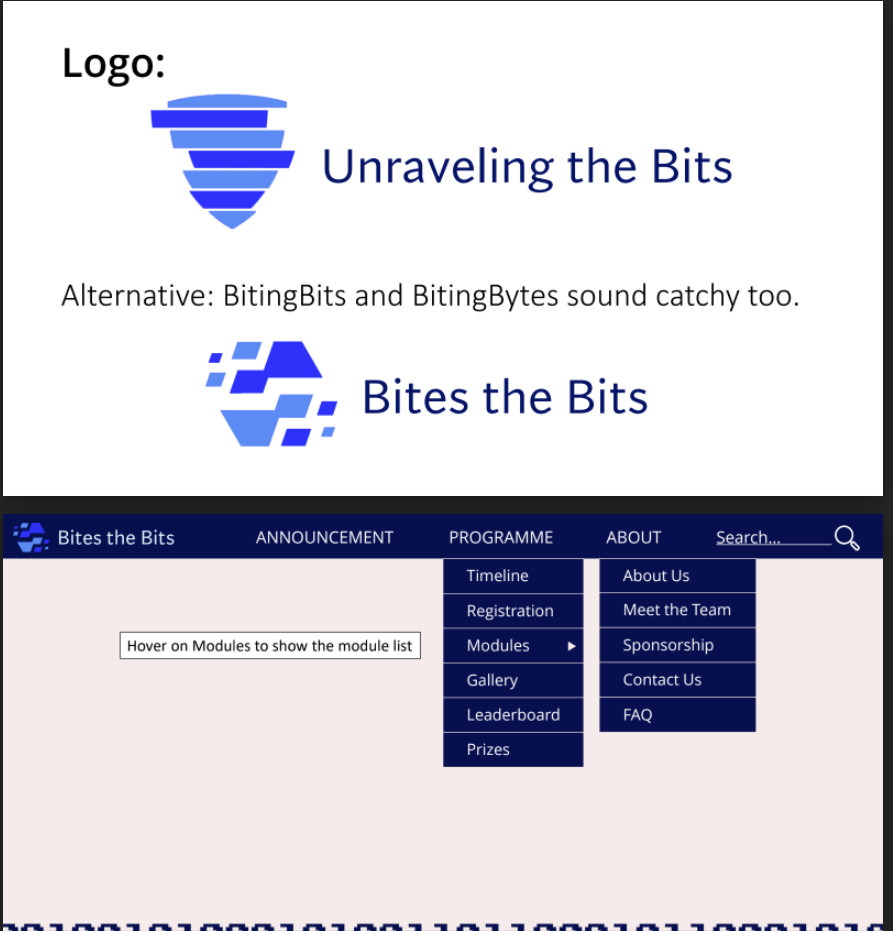 Logo:
Unraveling the Bits
Alternative: BitingBits and BitingBytes sound catchy too.
Bites the Bits
Bites the Bits ANNOUNCEMENT PROGRAMME ABOUT Search...
Timeline About Us
Registration Meet the Team
Hover on Modules to show the module list Modules Sponsorship
Gallery Contact Us
Leaderboard FAQ
Prizes